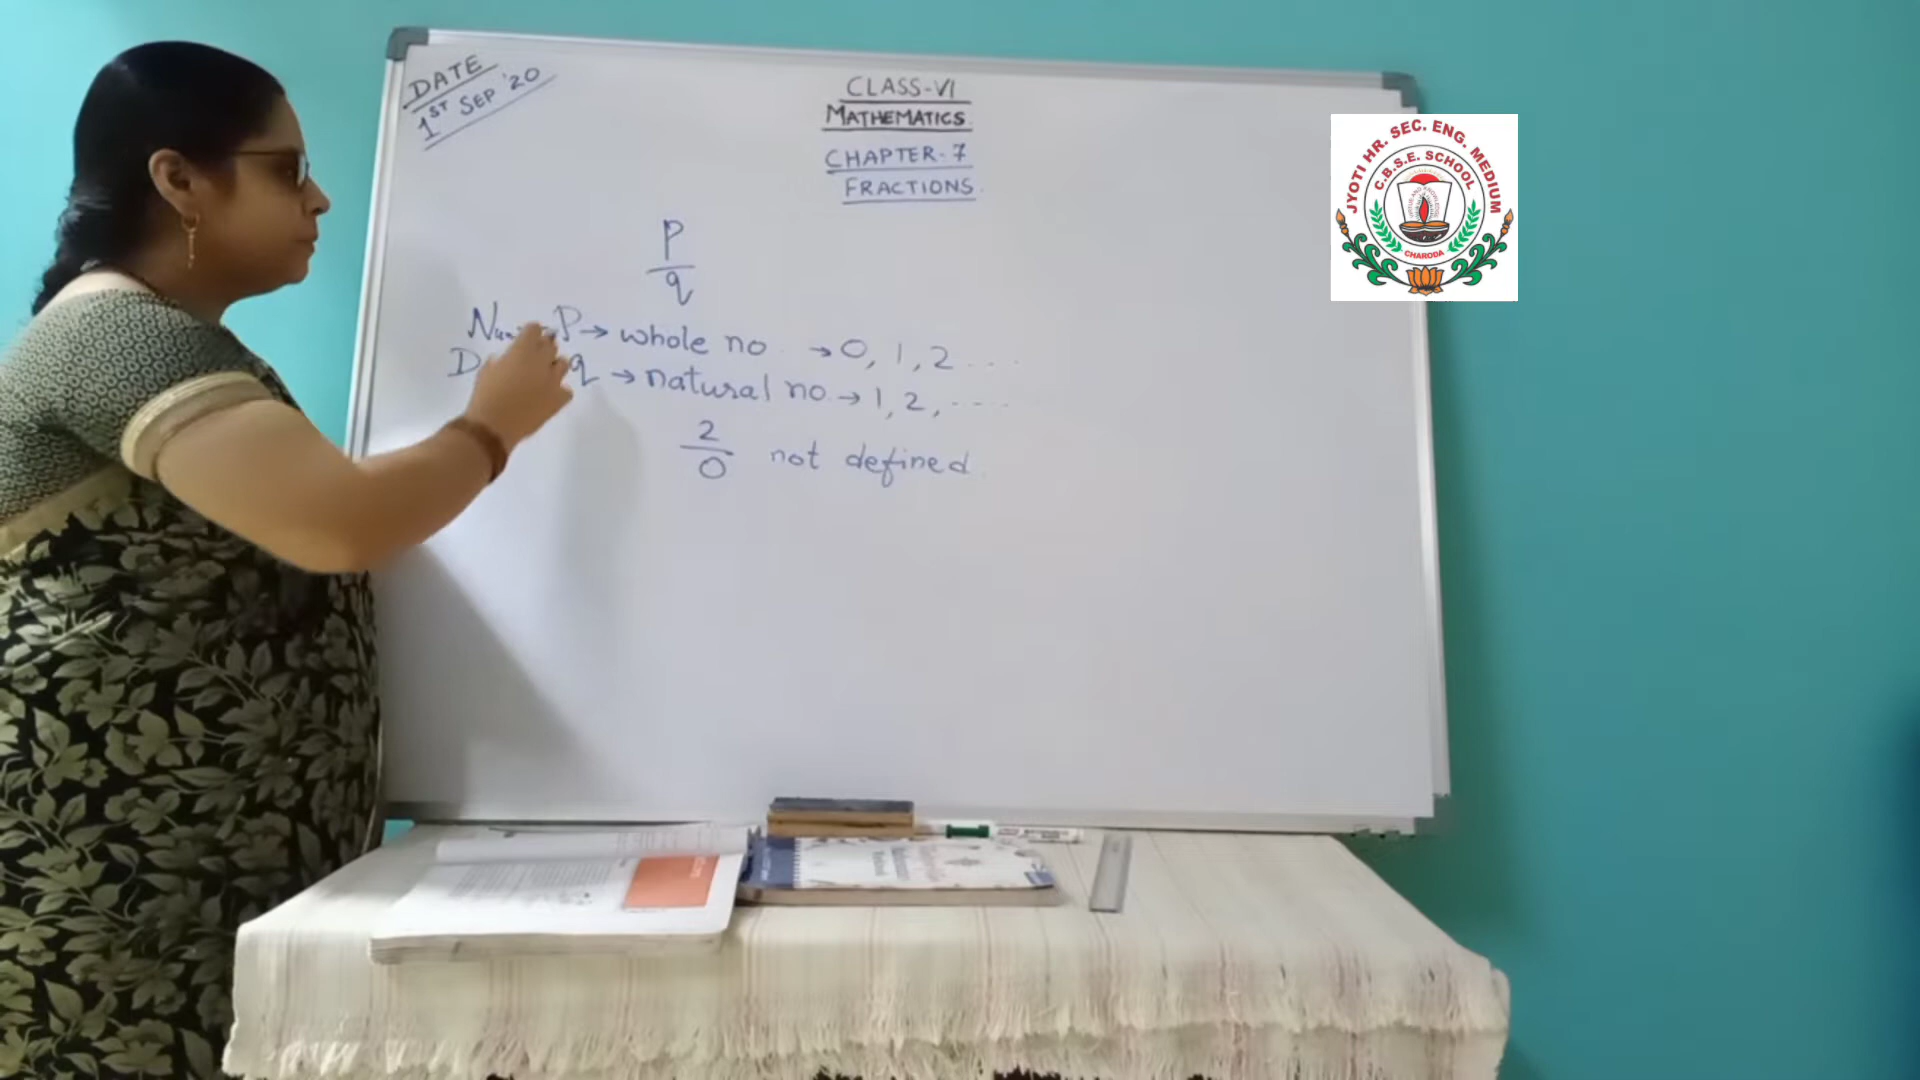 DATE
1ST SEP '20
CLASS-VI
MATHEMATICS
CHAPTER-7
FRACTIONS
P
q
P → whole no. → 0, 1, 2 ....
q → natural no. → 1, 2, ....
2
0 not defined
JYOTI HR. SEC. ENG. MEDIUM
C.B.S.E. SCHOOL
CHARODA